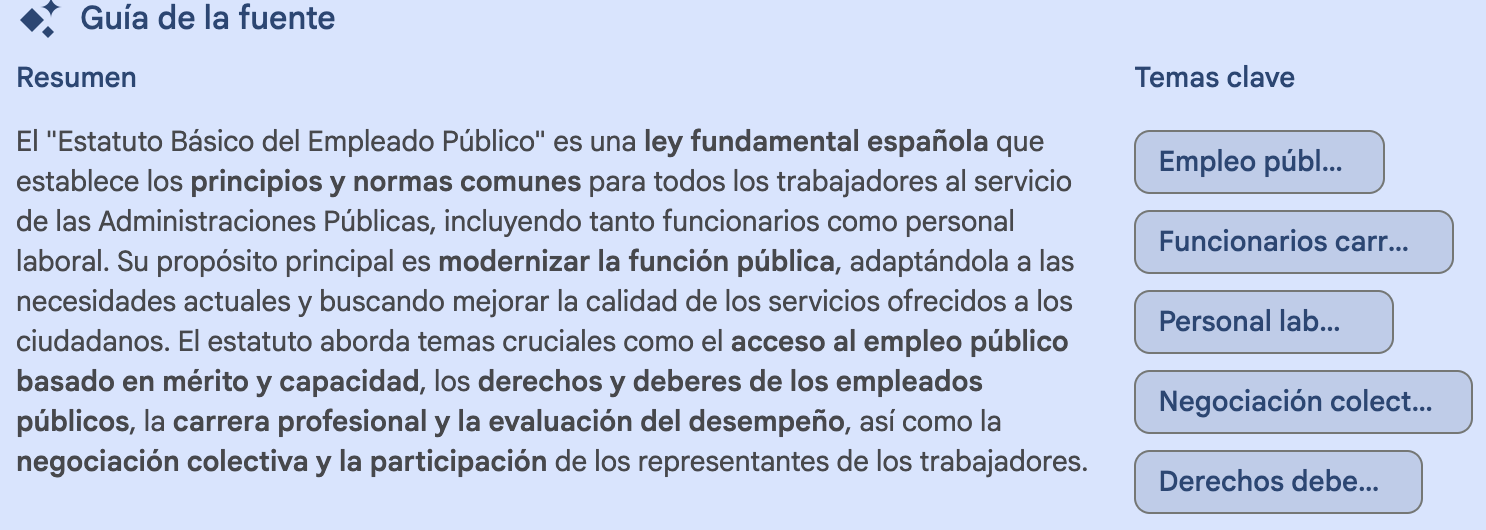 Guía de la fuente
Resumen
El "Estatuto Básico del Empleado Público" es una ley fundamental española que
establece los principios y normas comunes para todos los trabajadores al servicio
de las Administraciones Públicas, incluyendo tanto funcionarios como personal
laboral. Su propósito principal es modernizar la función pública, adaptándola a las
necesidades actuales y buscando mejorar la calidad de los servicios ofrecidos a los
ciudadanos. El estatuto aborda temas cruciales como el acceso al empleo público
basado en mérito y capacidad, los derechos y deberes de los empleados
públicos, la carrera profesional y la evaluación del desempeño, así como la
negociación colectiva y la participación de los representantes de los trabajadores.
Temas clave
Empleo públ...
Funcionarios carr...
Personal lab...
Negociación colect...
Derechos debe...